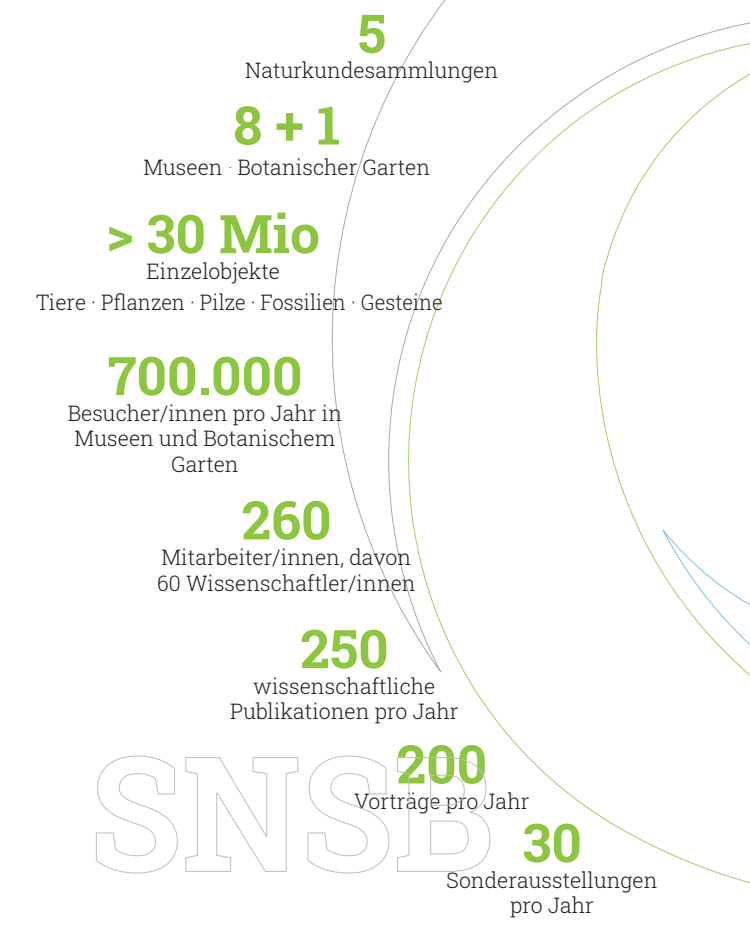 5
Naturkundesammlungen
8 + 1
Museen · Botanischer Garten
> 30 Mio
Einzelobjekte
Tiere · Pflanzen · Pilze · Fossilien · Gesteine
700.000
Besucher/innen pro Jahr in
Museen und Botanischem
Garten
260
Mitarbeiter/innen, davon
60 Wissenschaftler/innen
250
wissenschaftliche
Publikationen pro Jahr
200
Vorträge pro Jahr
SNSB
30
Sonderausstellungen
pro Jahr